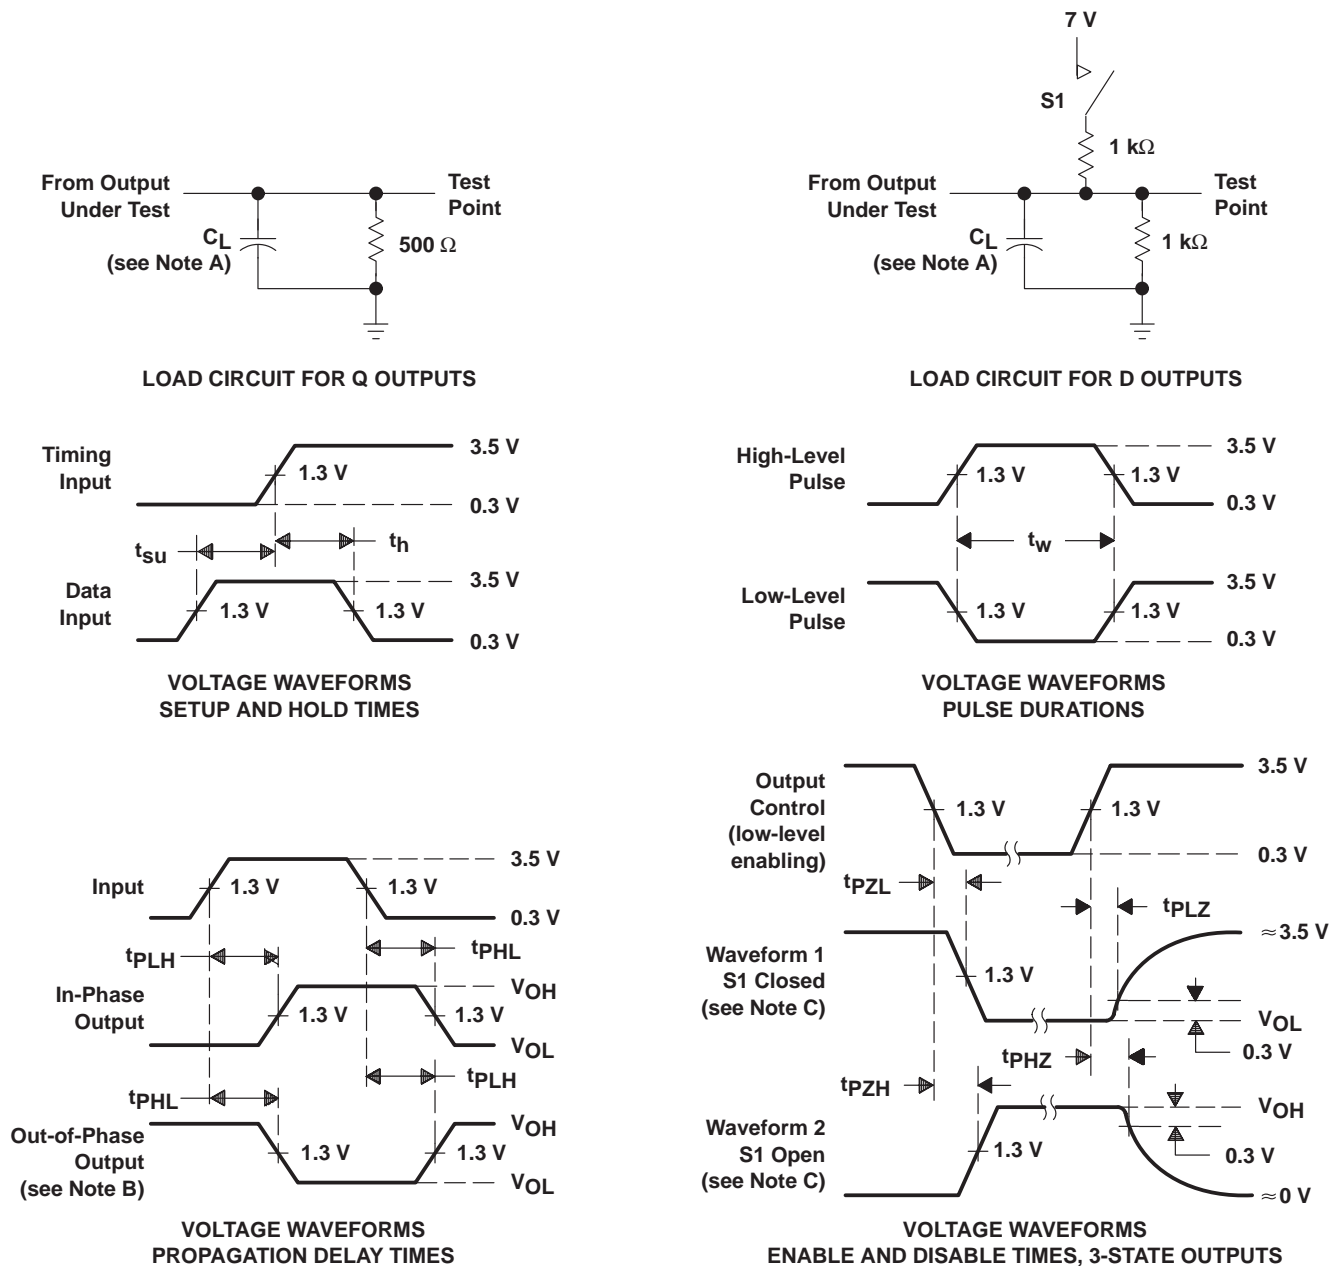 From Output
Under Test
Test
Point
CL
(see Note A)
500 Ω
LOAD CIRCUIT FOR Q OUTPUTS
7 V
S1
1 kΩ
From Output
Under Test
Test
Point
CL
(see Note A)
1 kΩ
LOAD CIRCUIT FOR D OUTPUTS
Timing
Input
3.5 V
1.3 V
0.3 V
tsu
th
Data
Input
3.5 V
1.3 V
1.3 V
0.3 V
VOLTAGE WAVEFORMS
SETUP AND HOLD TIMES
High-Level
Pulse
3.5 V
1.3 V
1.3 V
0.3 V
tw
Low-Level
Pulse
3.5 V
1.3 V
1.3 V
0.3 V
VOLTAGE WAVEFORMS
PULSE DURATIONS
Input
3.5 V
1.3 V
1.3 V
0.3 V
tPLH
tPHL
In-Phase
Output
VOH
1.3 V
1.3 V
VOL
tPHL
tPLH
Out-of-Phase
Output
(see Note B)
VOH
1.3 V
1.3 V
VOL
VOLTAGE WAVEFORMS
PROPAGATION DELAY TIMES
Output
Control
(low-level
enabling)
3.5 V
1.3 V
1.3 V
0.3 V
tPZL
tPLZ
Waveform 1
S1 Closed
(see Note C)
≈3.5 V
1.3 V
VOL
0.3 V
tPHZ
tPZH
Waveform 2
S1 Open
(see Note C)
VOH
1.3 V
0.3 V
≈0 V
VOLTAGE WAVEFORMS
ENABLE AND DISABLE TIMES, 3-STATE OUTPUTS